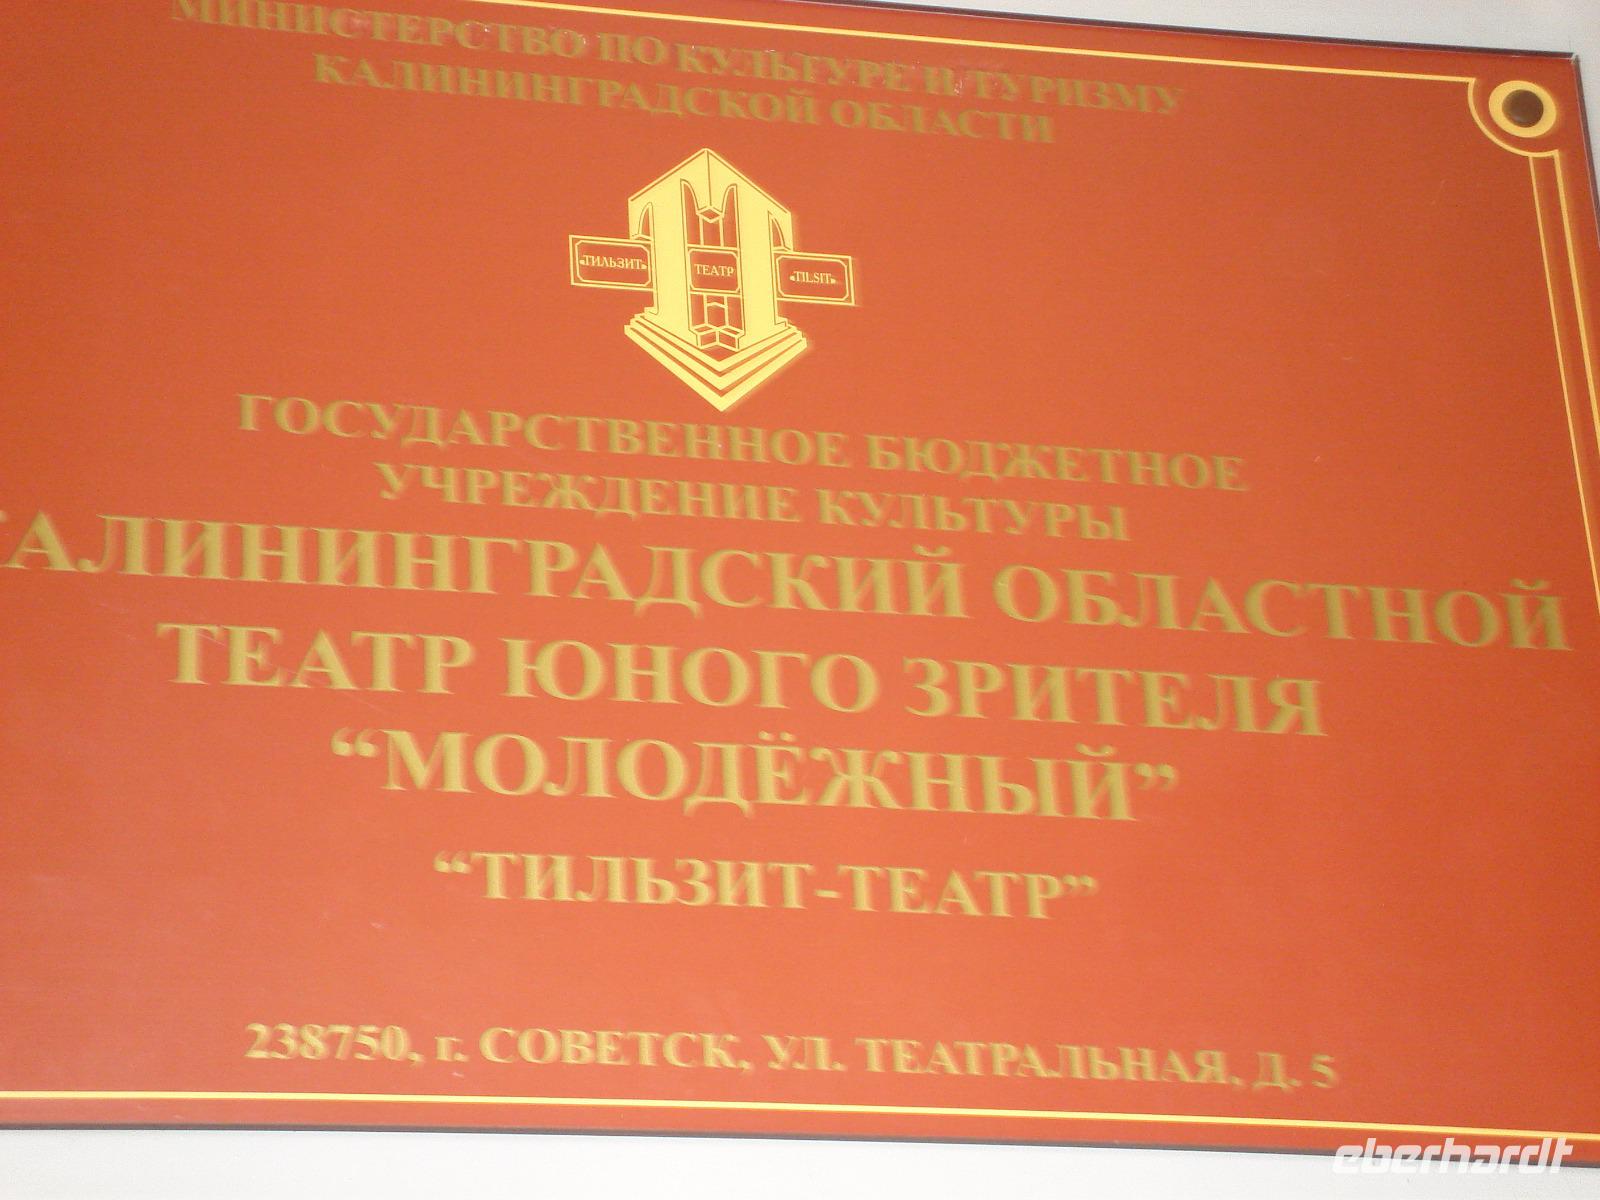 МИНИСТЕРСТВО ПО КУЛЬТУРЕ И ТУРИЗМУ
КАЛИНИНГРАДСКОЙ ОБЛАСТИ
«ТИЛЬЗИТ» ТЕАТР «TILSIT»
ГОСУДАРСТВЕННОЕ БЮДЖЕТНОЕ
УЧРЕЖДЕНИЕ КУЛЬТУРЫ
КАЛИНИНГРАДСКИЙ ОБЛАСТНОЙ
ТЕАТР ЮНОГО ЗРИТЕЛЯ
“МОЛОДЁЖНЫЙ”
“ТИЛЬЗИТ-ТЕАТР”
238750, г. СОВЕТСК, УЛ. ТЕАТРАЛЬНАЯ, Д. 5
eberhardt